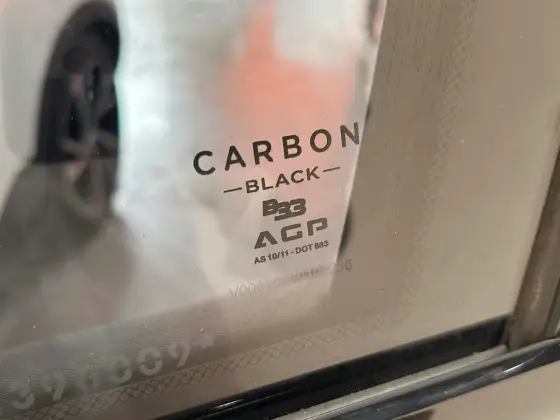 CARBON
—BLACK—
B33
AGP
AS 10/11 - DOT 883